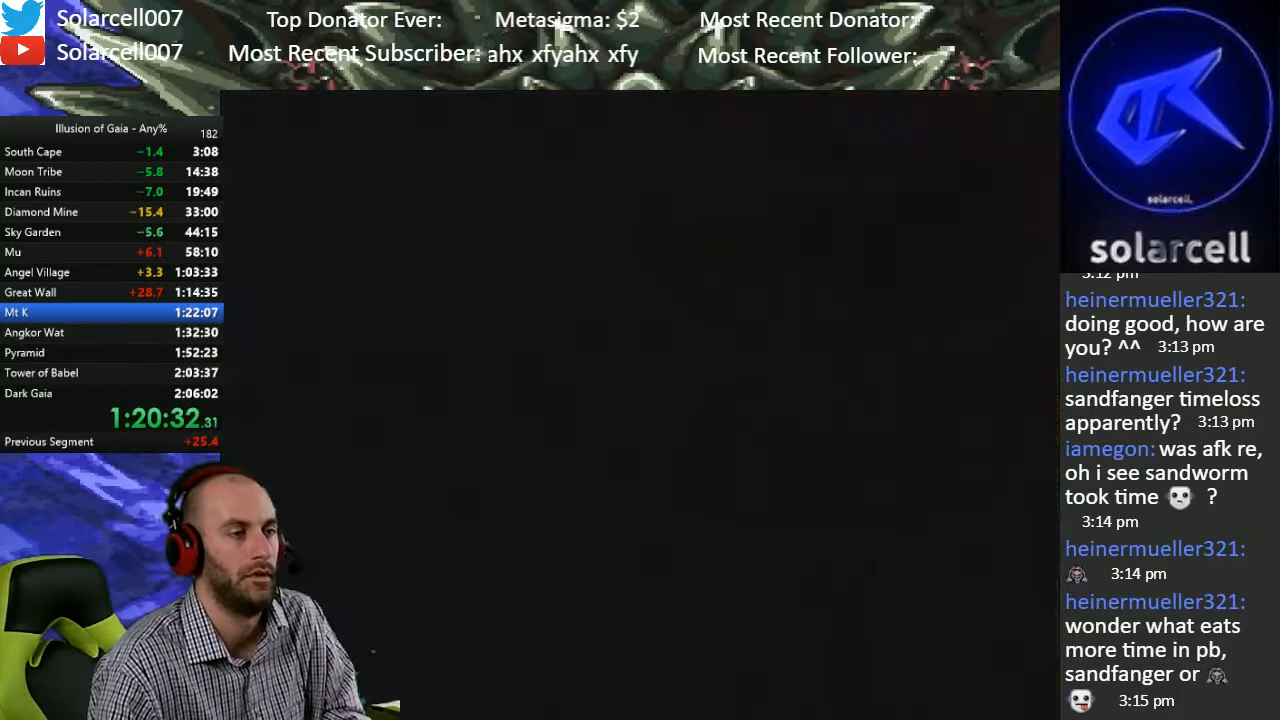 Solarcell007
Top Donator Ever:
Metasigma: $2
Most Recent Donator:
Solarcell007
Most Recent Subscriber:
ahx xfyahx xfy
Most Recent Follower:
Illusion of Gaia - Any%
182
South Cape -1.4 3:08
Moon Tribe -5.8 14:38
Incan Ruins -7.0 19:49
Diamond Mine -15.4 33:00
Sky Garden -5.6 44:15
Mu +6.1 58:10
Angel Village +3.3 1:03:33
Great Wall +28.7 1:14:35
Mt K 1:22:07
Angkor Wat 1:32:30
Pyramid 1:52:23
Tower of Babel 2:03:37
Dark Gaia 2:06:02
1:20:32.31
Previous Segment +25.4
solarcell.
solarcell
3:12 pm
heinermueller321:
doing good, how are
you? ^^ 3:13 pm
heinermueller321:
sandfanger timeloss
apparently? 3:13 pm
iamegon: was afk re,
oh i see sandworm
took time ?
3:14 pm
heinermueller321:
3:14 pm
heinermueller321:
wonder what eats
more time in pb,
sandfanger or
3:15 pm